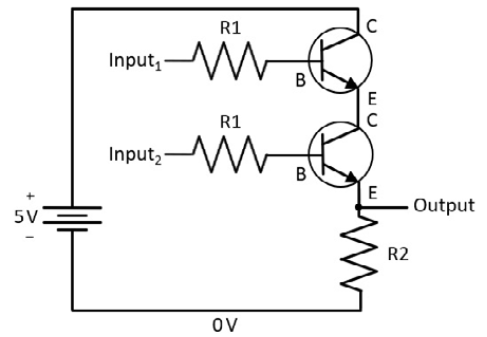 R1
C
Input₁
B
E
R1
C
Input₂
B
E
Output
+
5V
−
R2
0V